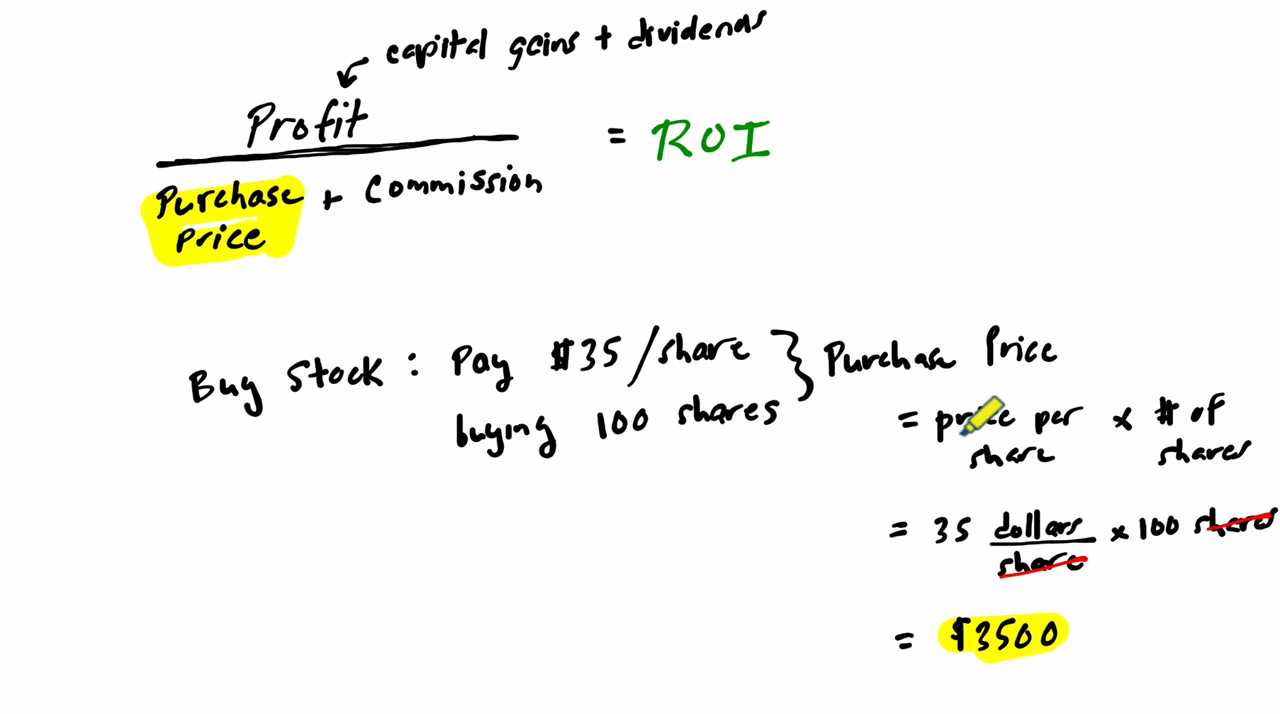 capital gains + dividends
Profit
= ROI
Purchase + Commission
Price
Buy Stock : Pay $35 / share } Purchase Price
buying 100 shares
= price per x # of
share shares
= 35 dollars x 100 shares
share
= $3500